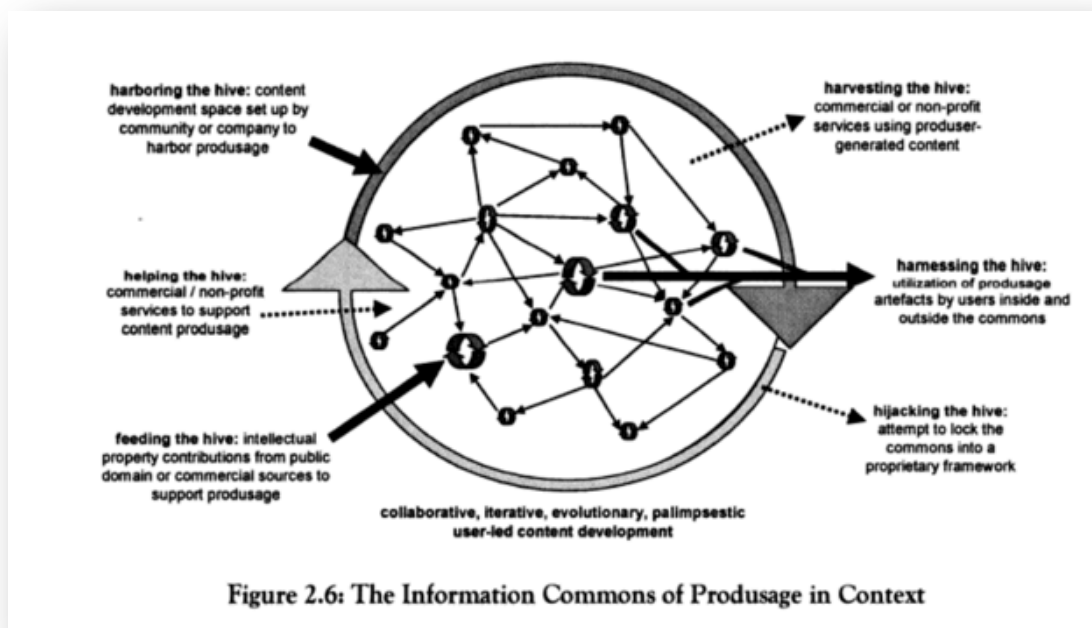 harboring the hive: content
development space set up by
community or company to
harbor produsage
harvesting the hive:
commercial or non-profit
services using produser-
generated content
helping the hive:
commercial / non-profit
services to support
content produsage
harnessing the hive:
utilization of produsage
artefacts by users inside and
outside the commons
feeding the hive: intellectual
property contributions from public
domain or commercial sources to
support produsage
hijacking the hive:
attempt to lock the
commons into a
proprietary framework
collaborative, iterative, evolutionary, palimpsestic
user-led content development
Figure 2.6: The Information Commons of Produsage in Context